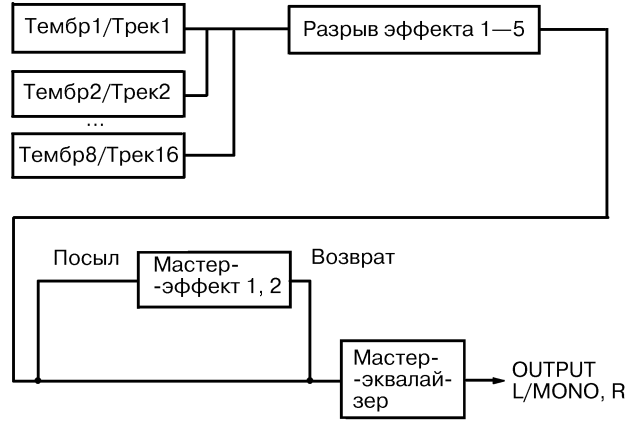 Тембр1/Трек1
Разрыв эффекта 1—5
Тембр2/Трек2
...
Тембр8/Трек16
Посыл
Мастер-
-эффект 1, 2
Возврат
Мастер-
-эквалай-
зер
OUTPUT
L/MONO, R